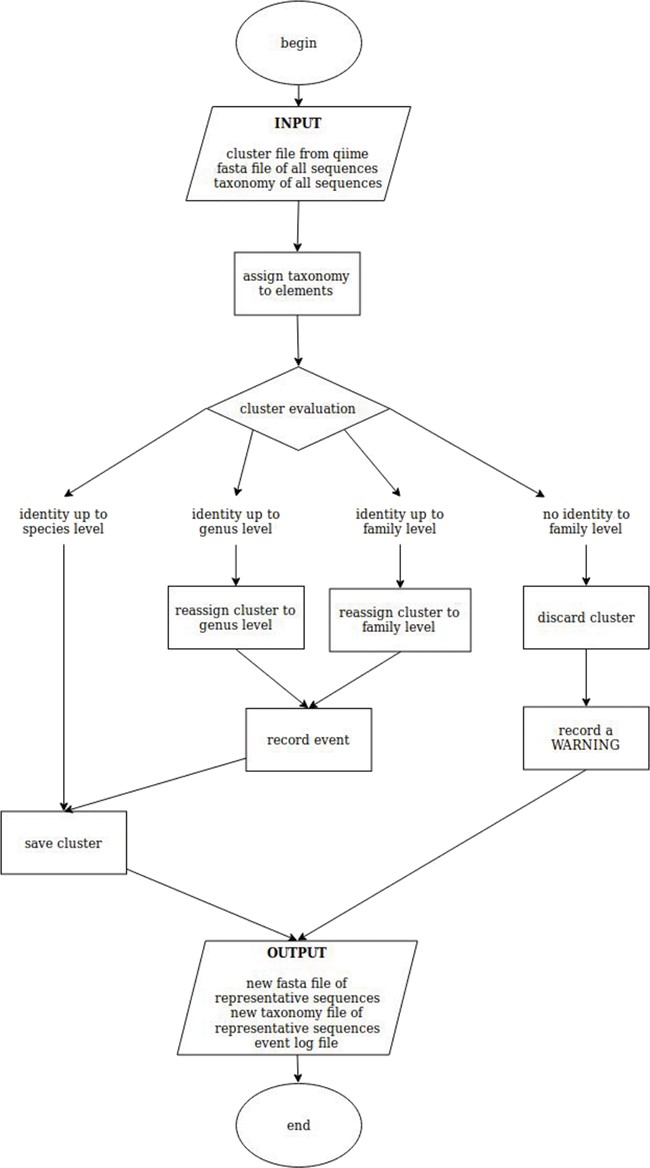 begin
INPUT
cluster file from qiime
fasta file of all sequences
taxonomy of all sequences
assign taxonomy
to elements
cluster evaluation
identity up to
species level
identity up to
genus level
identity up to
family level
no identity to
family level
reassign cluster to
genus level
reassign cluster to
family level
discard cluster
record event
record a
WARNING
save cluster
OUTPUT
new fasta file of
representative sequences
new taxonomy file of
representative sequences
event log file
end